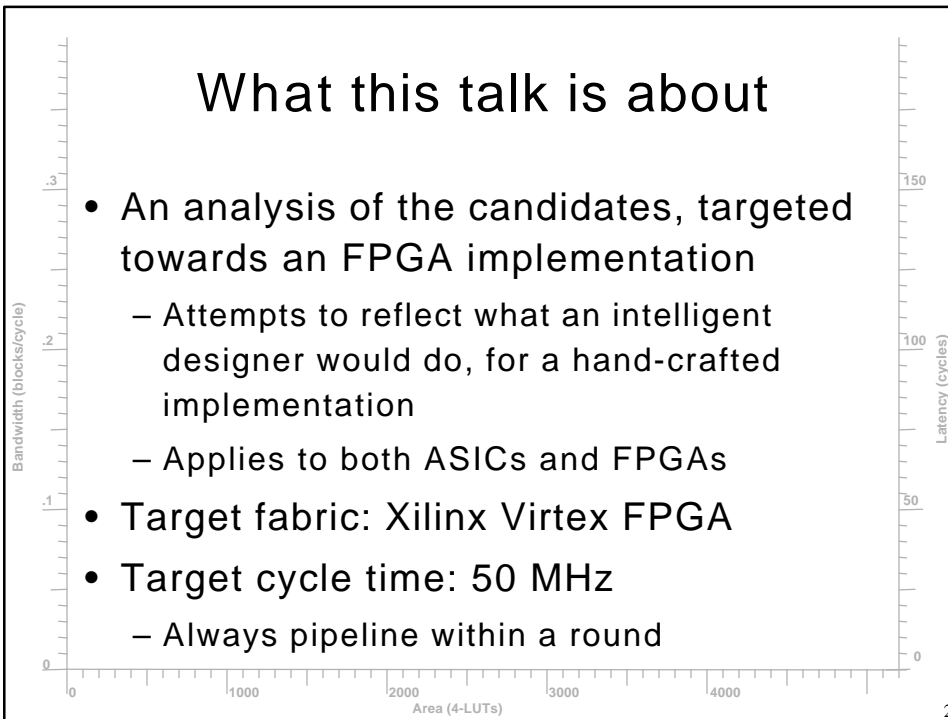 What this talk is about
• An analysis of the candidates, targeted
towards an FPGA implementation
– Attempts to reflect what an intelligent
designer would do, for a hand-crafted
implementation
– Applies to both ASICs and FPGAs
• Target fabric: Xilinx Virtex FPGA
• Target cycle time: 50 MHz
– Always pipeline within a round
Bandwidth (blocks/cycle)
.3
.2
.1
0
150
100
50
0
Latency (cycles)
0 1000 2000 3000 4000
Area (4-LUTs)
2